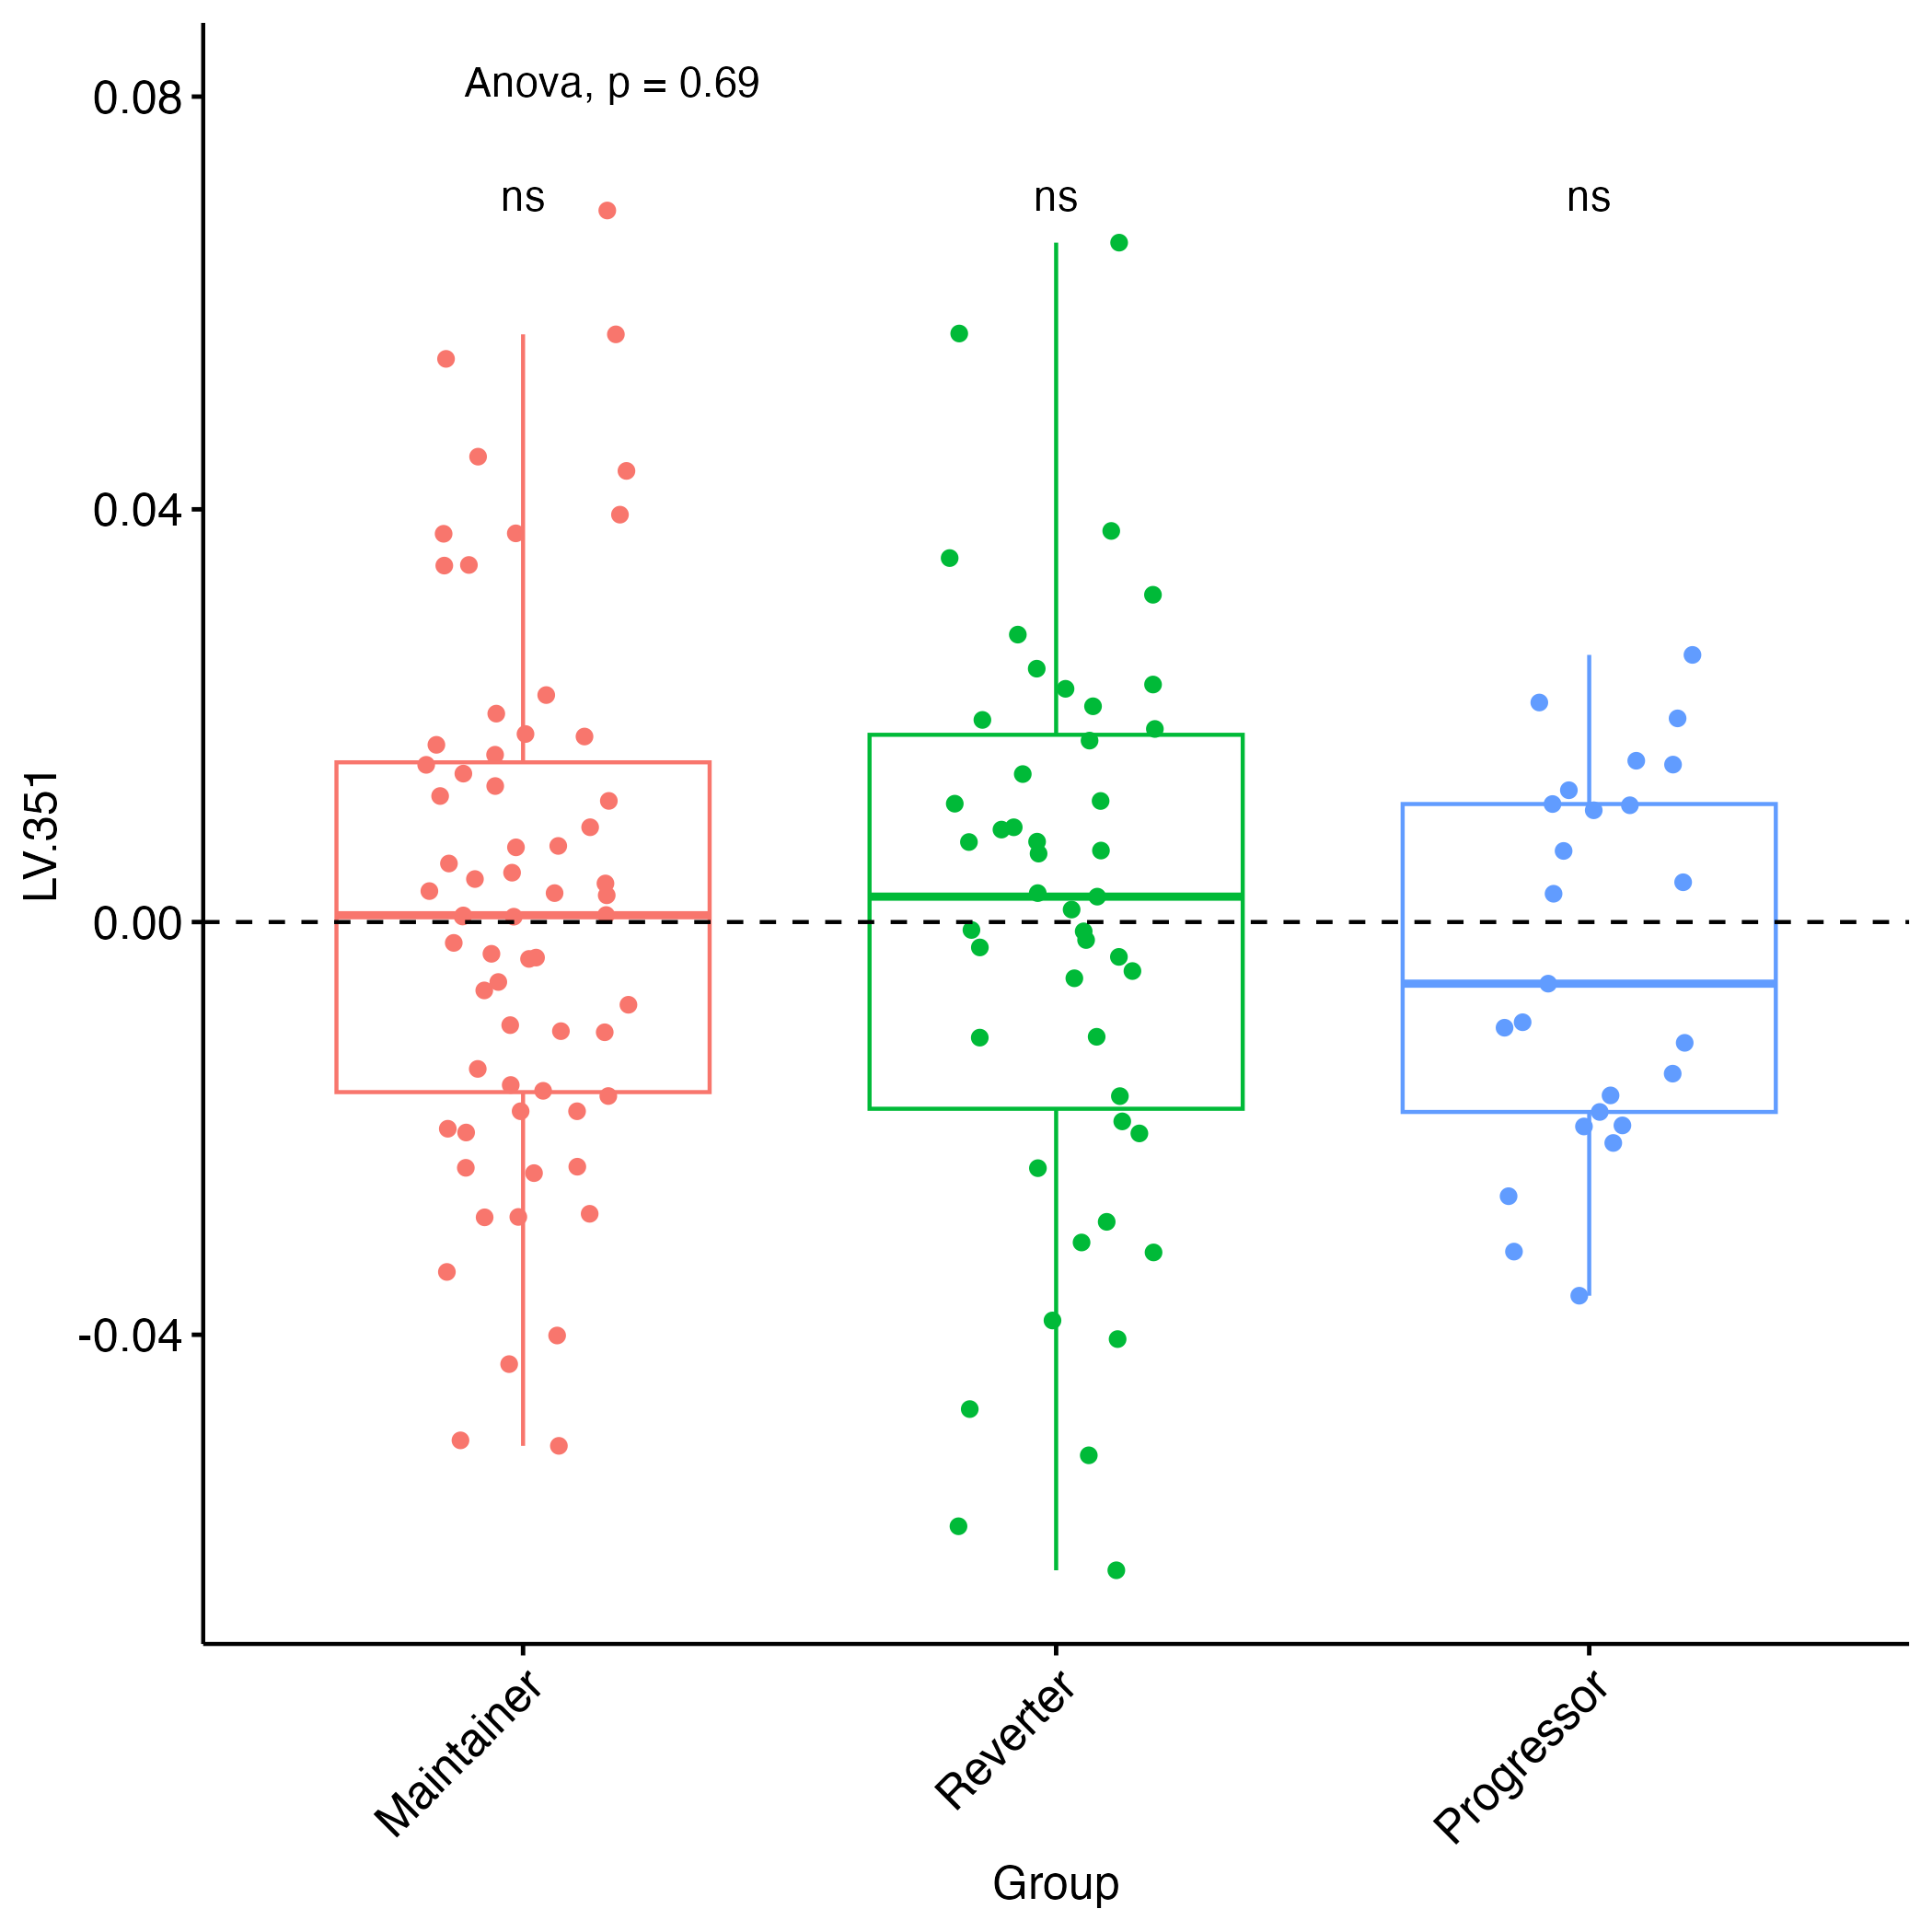 Anova, p = 0.69
ns ns ns
0.08
0.04
0.00
-0.04
LV.351
Maintainer
Reverter
Progressor
Group